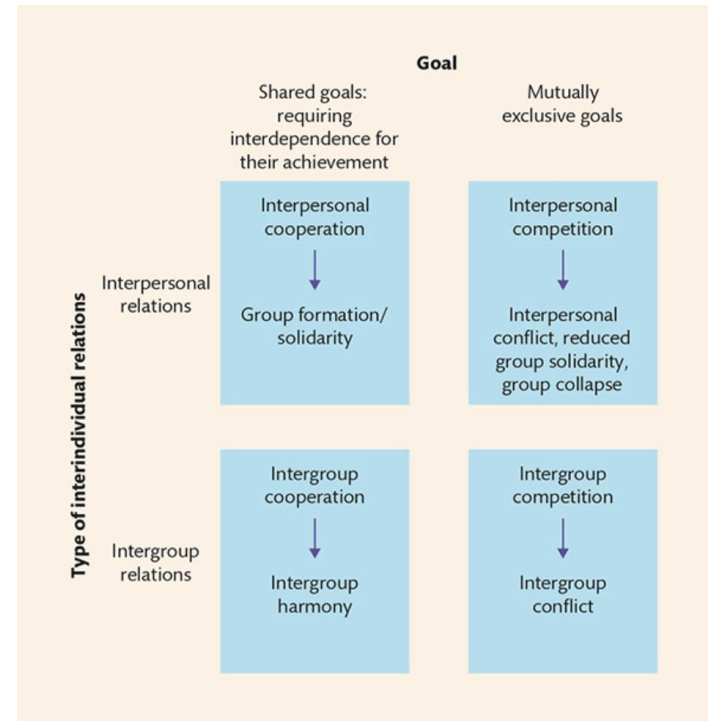 Goal
Shared goals:
requiring
interdependence for
their achievement
Mutually
exclusive goals
Type of interindividual relations
Interpersonal
relations
Interpersonal
cooperation
Group formation/
solidarity
Interpersonal
competition
Interpersonal
conflict, reduced
group solidarity,
group collapse
Intergroup
relations
Intergroup
cooperation
Intergroup
harmony
Intergroup
competition
Intergroup
conflict